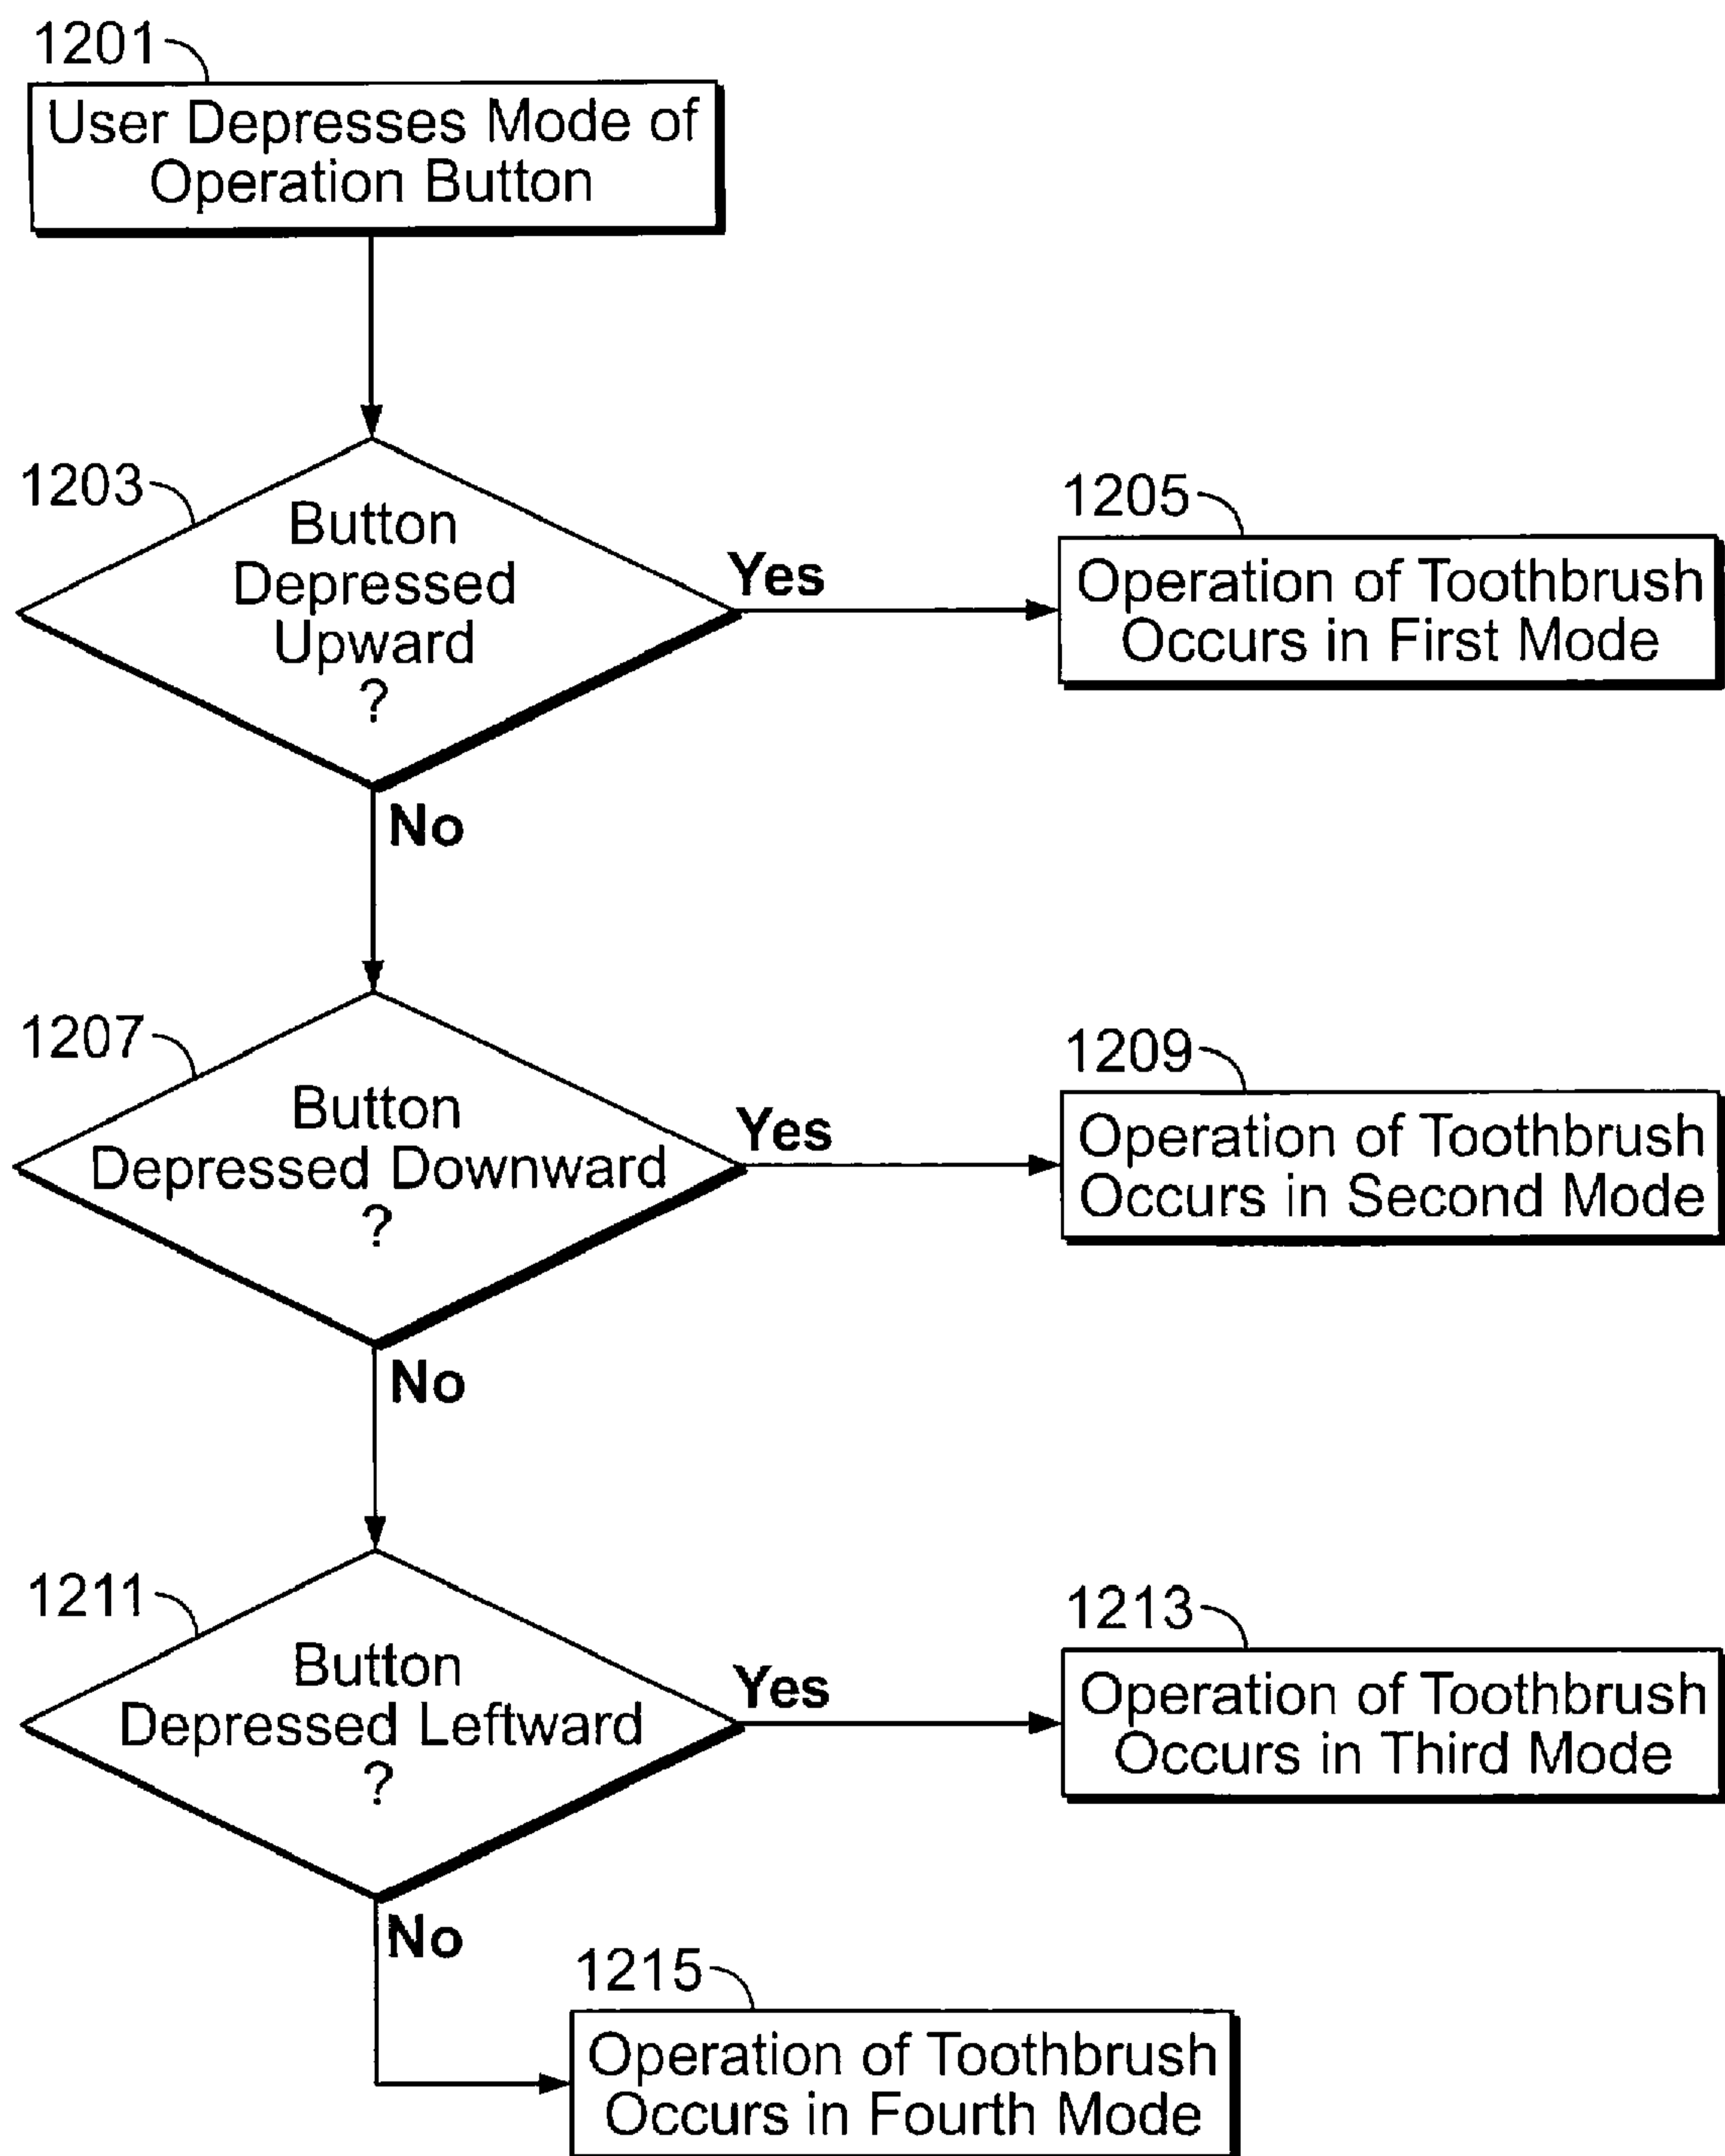 1201
User Depresses Mode of
Operation Button
1203
Button
Depressed
Upward
?
Yes
1205
Operation of Toothbrush
Occurs in First Mode
No
1207
Button
Depressed Downward
?
Yes
1209
Operation of Toothbrush
Occurs in Second Mode
No
1211
Button
Depressed Leftward
?
Yes
1213
Operation of Toothbrush
Occurs in Third Mode
No
1215
Operation of Toothbrush
Occurs in Fourth Mode